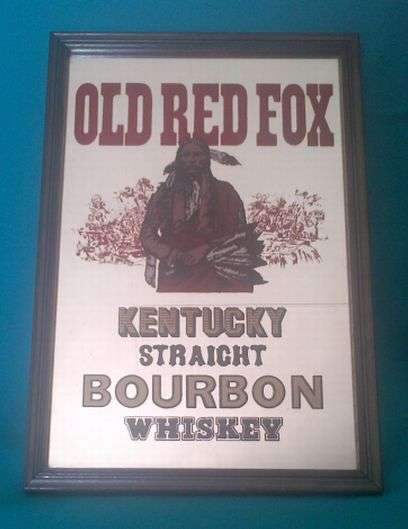 OLD RED FOX
KENTUCKY
STRAIGHT
BOURBON
WHISKEY